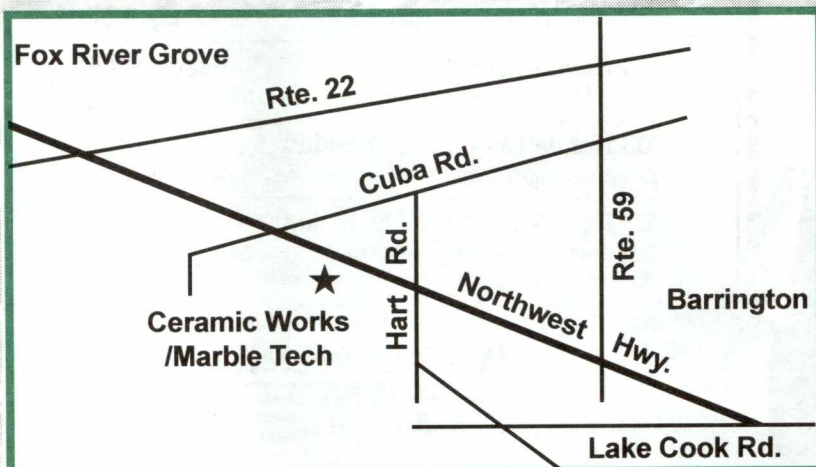 Fox River Grove
Rte. 22
Cuba Rd.
Rte. 59
Hart Rd.
Northwest Hwy.
Barrington
Ceramic Works
/Marble Tech
Lake Cook Rd.